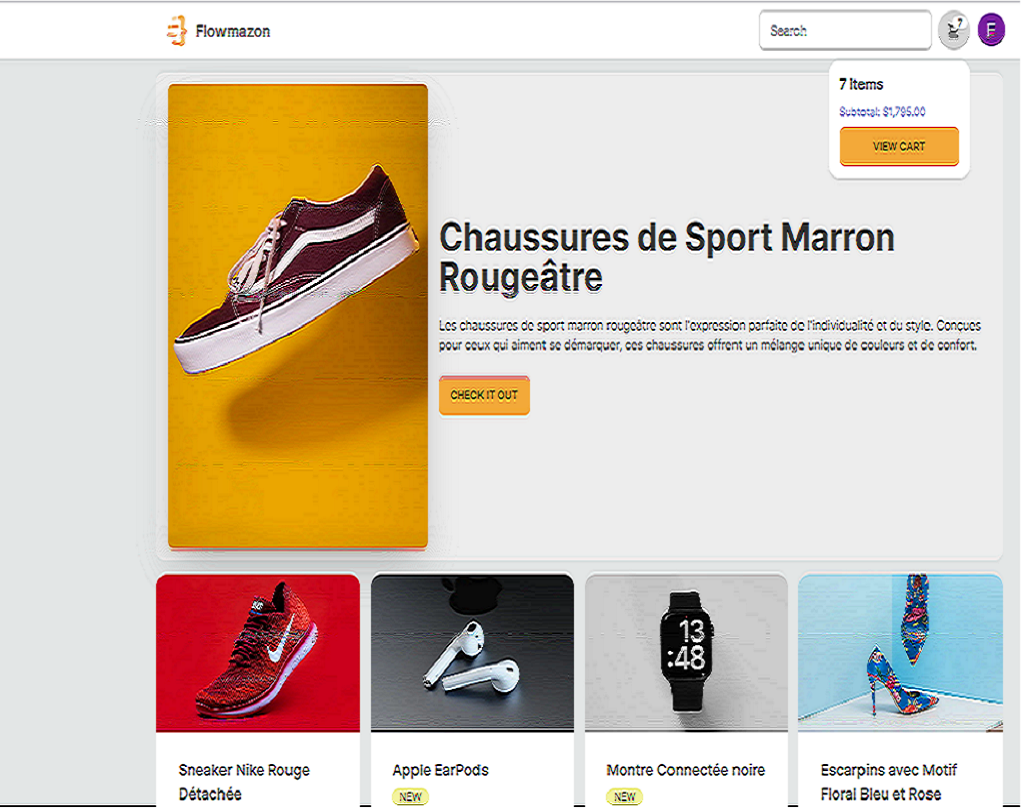 Flowmazon
Search
7
E
7 Items
Subtotal: $1,795.00
VIEW CART
Chaussures de Sport Marron
Rougeâtre
Les chaussures de sport marron rougeâtre sont l'expression parfaite de l'individualité et du style. Conçues
pour ceux qui aiment se démarquer, ces chaussures offrent un mélange unique de couleurs et de confort.
CHECK IT OUT
13
:48
Sneaker Nike Rouge
Détachée
Apple EarPods
NEW
Montre Connectée noire
NEW
Escarpins avec Motif
Floral Bleu et Rose